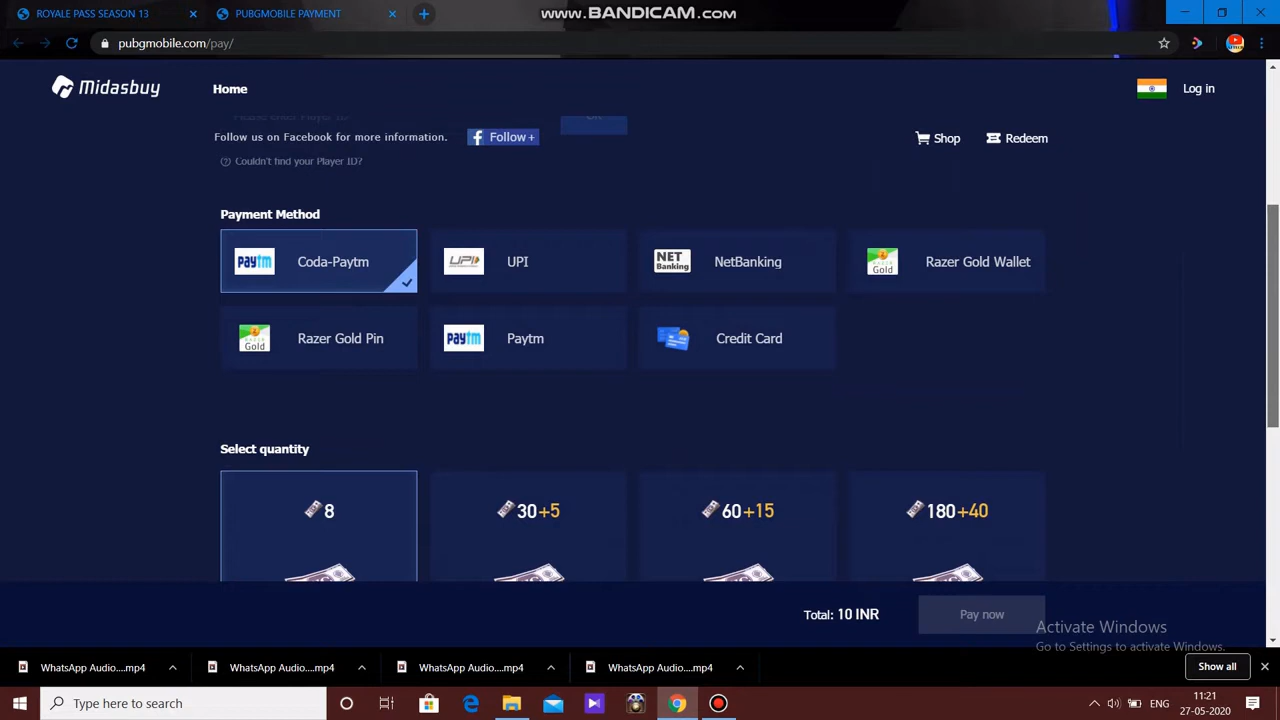 ROYALE PASS SEASON 13
PUBGMOBILE PAYMENT
www.BANDICAM.com
pubgmobile.com/pay/
Midasbuy
Home
Log in
Follow us on Facebook for more information.
Follow +
Shop
Redeem
Couldn't find your Player ID?
Payment Method
paytm Coda-Paytm
UPI UPI
NET Banking NetBanking
RAZER Gold Razer Gold Wallet
RAZER Gold Razer Gold Pin
paytm Paytm
Credit Card
Select quantity
8
30+5
60+15
180+40
Total: 10 INR
Pay now
Activate Windows
Go to Settings to activate Windows.
WhatsApp Audio....mp4
WhatsApp Audio....mp4
WhatsApp Audio....mp4
WhatsApp Audio....mp4
Show all
Type here to search
ENG
11:21
27-05-2020